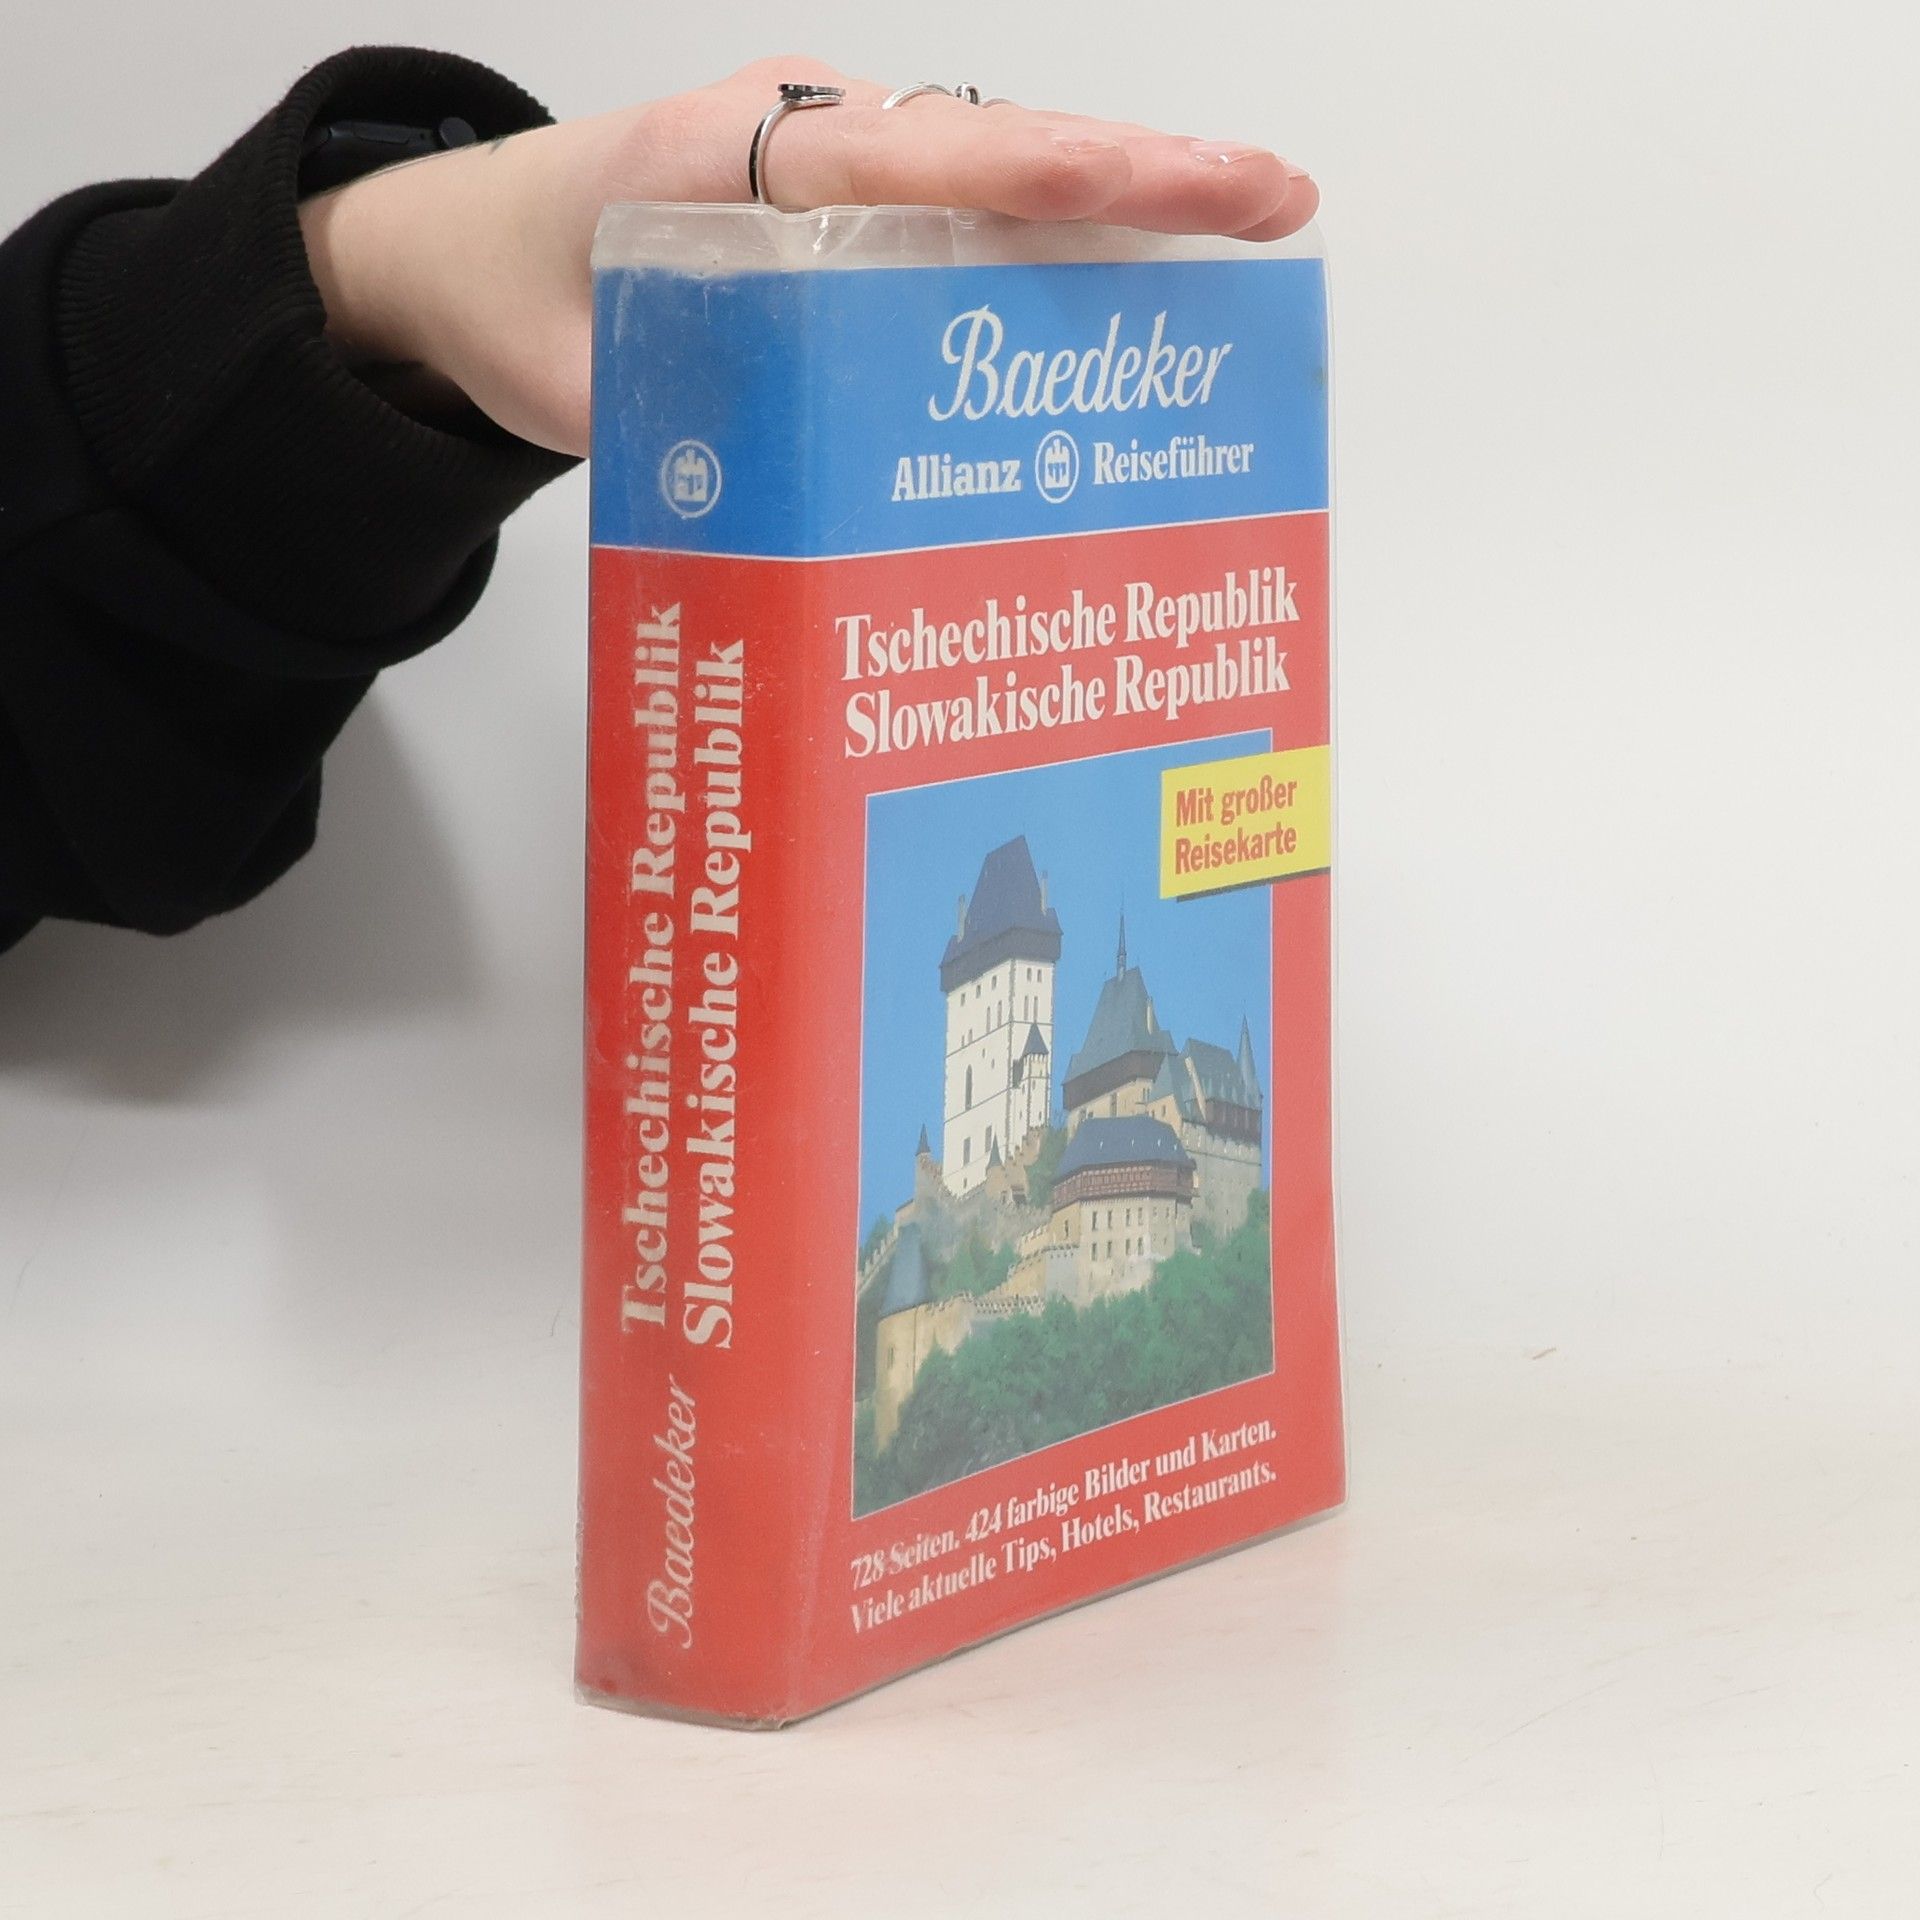 Baedeker
Allianz Reiseführer
Tschechische Republik
Slowakische Republik
Mit großer
Reisekarte
728 Seiten. 424 farbige Bilder und Karten.
Viele aktuelle Tips, Hotels, Restaurants.
Baedeker
Tschechische Republik
Slowakische Republik